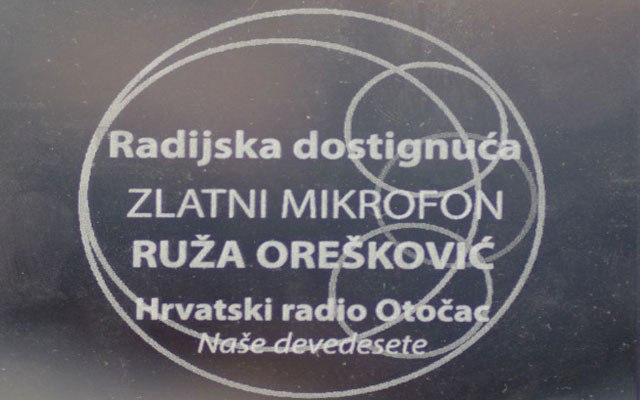 Radijska dostignuća
ZLATNI MIKROFON
RUŽA OREŠKOVIĆ
Hrvatski radio Otočac
Naše devedesete